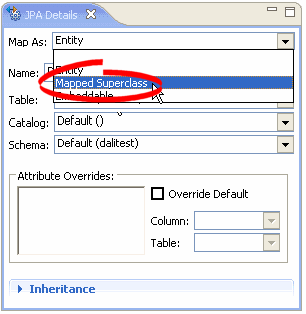 JPA Details
Map As: Entity
Entity
Name:
Mapped Superclass
Embeddable
Table:
Catalog: Default ()
Schema: Default (dalitest)
Attribute Overrides:
Override Default
Column:
Table:
Inheritance